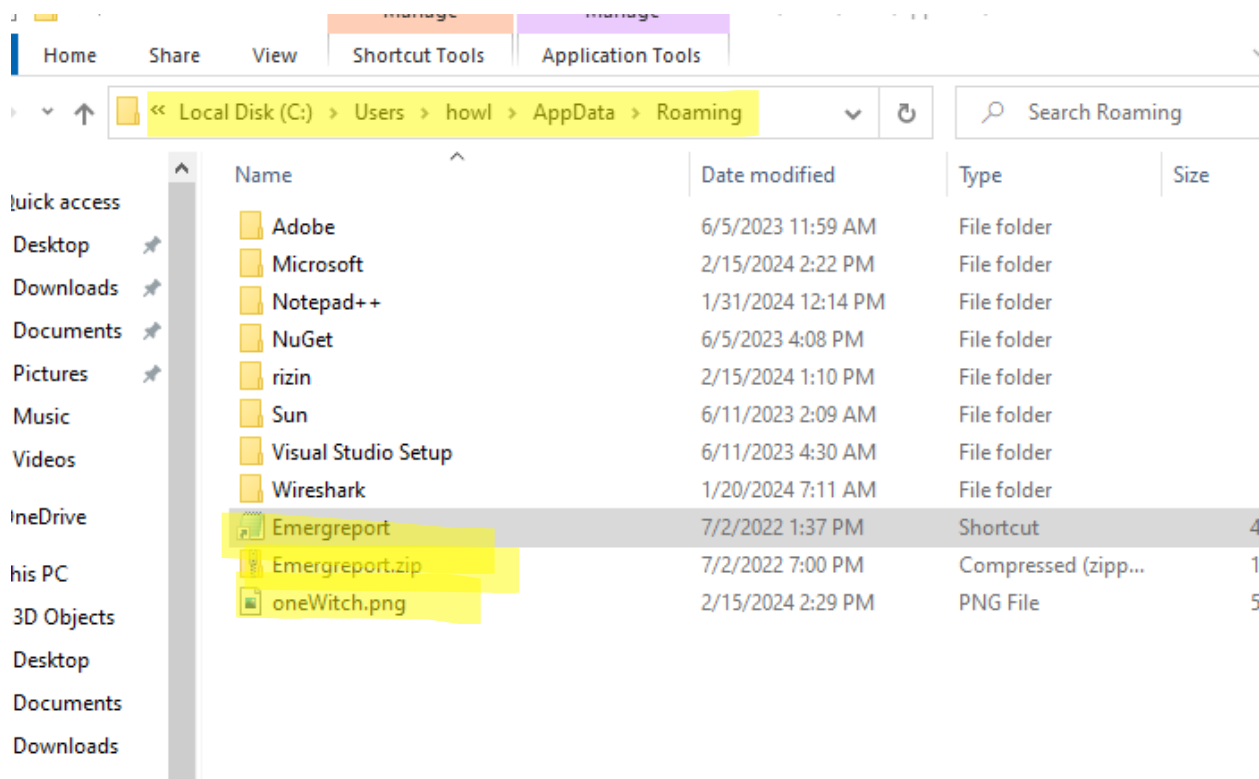 Home Share View Shortcut Tools Application Tools
« Local Disk (C:) > Users > howl > AppData > Roaming Search Roaming
Name Date modified Type Size
access
Desktop
Downloads
Documents
Pictures
Music
Videos
PC
3D Objects
Desktop
Documents
Downloads
Adobe 6/5/2023 11:59 AM File folder
Microsoft 2/15/2024 2:22 PM File folder
Notepad++ 1/31/2024 12:14 PM File folder
NuGet 6/5/2023 4:08 PM File folder
rizin 2/15/2024 1:10 PM File folder
Sun 6/11/2023 2:09 AM File folder
Visual Studio Setup 6/11/2023 4:30 AM File folder
Wireshark 1/20/2024 7:11 AM File folder
Emergreport 7/2/2022 1:37 PM Shortcut
Emergreport.zip 7/2/2022 7:00 PM Compressed (zipp...
oneWitch.png 2/15/2024 2:29 PM PNG File